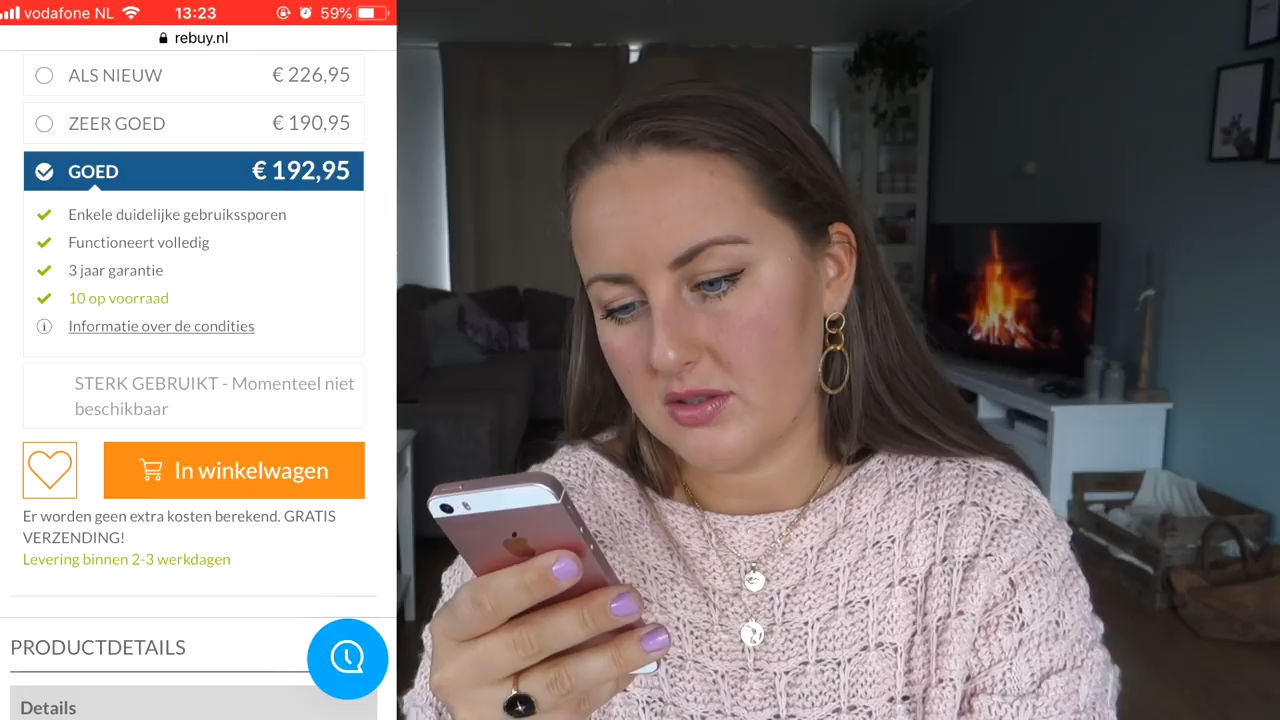 vodafone NL 13:23 59%
rebuy.nl
ALS NIEUW € 226,95
ZEER GOED € 190,95
GOED € 192,95
Enkele duidelijke gebruikssporen
Functioneert volledig
3 jaar garantie
10 op voorraad
Informatie over de condities
STERK GEBRUIKT - Momenteel niet
beschikbaar
In winkelwagen
Er worden geen extra kosten berekend. GRATIS
VERZENDING!
Levering binnen 2-3 werkdagen
PRODUCTDETAILS
Details